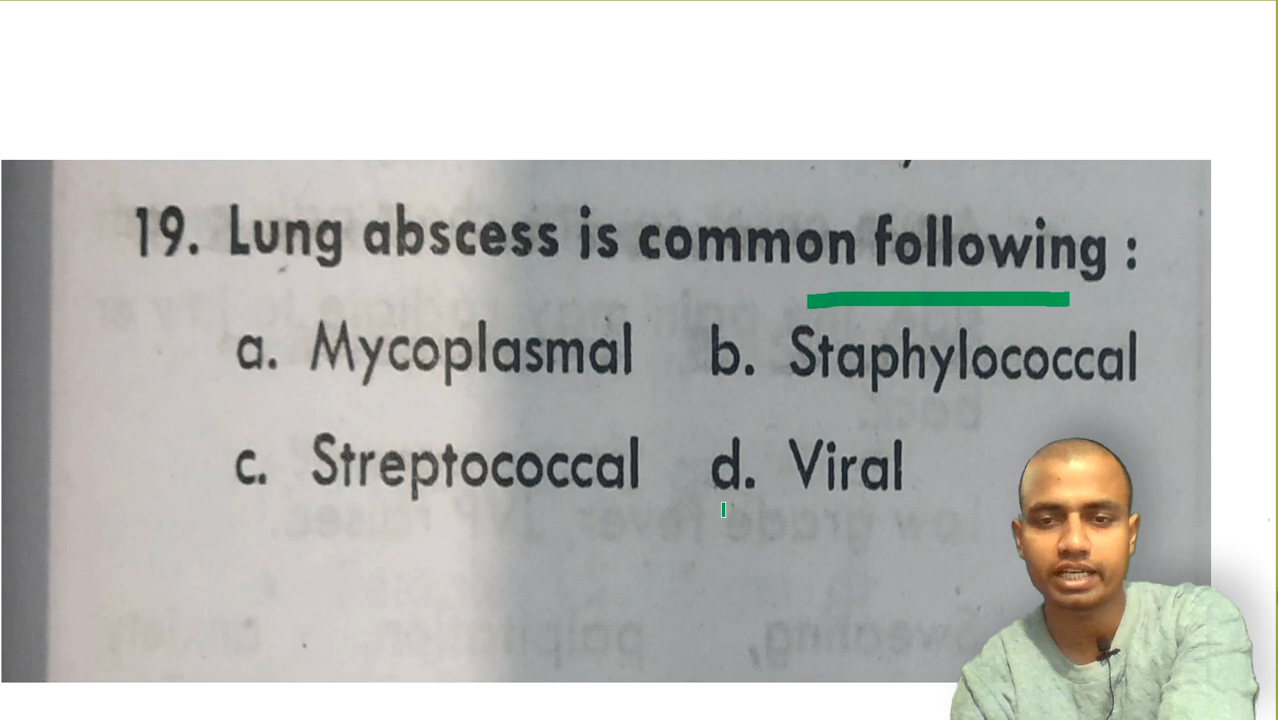 19. Lung abscess is common following :
a. Mycoplasmal b. Staphylococcal
c. Streptococcal d. Viral